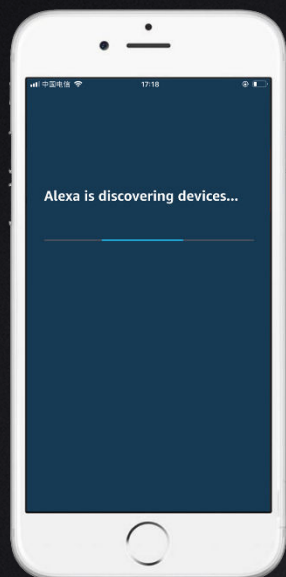 中国电信 17:18
Alexa is discovering devices...